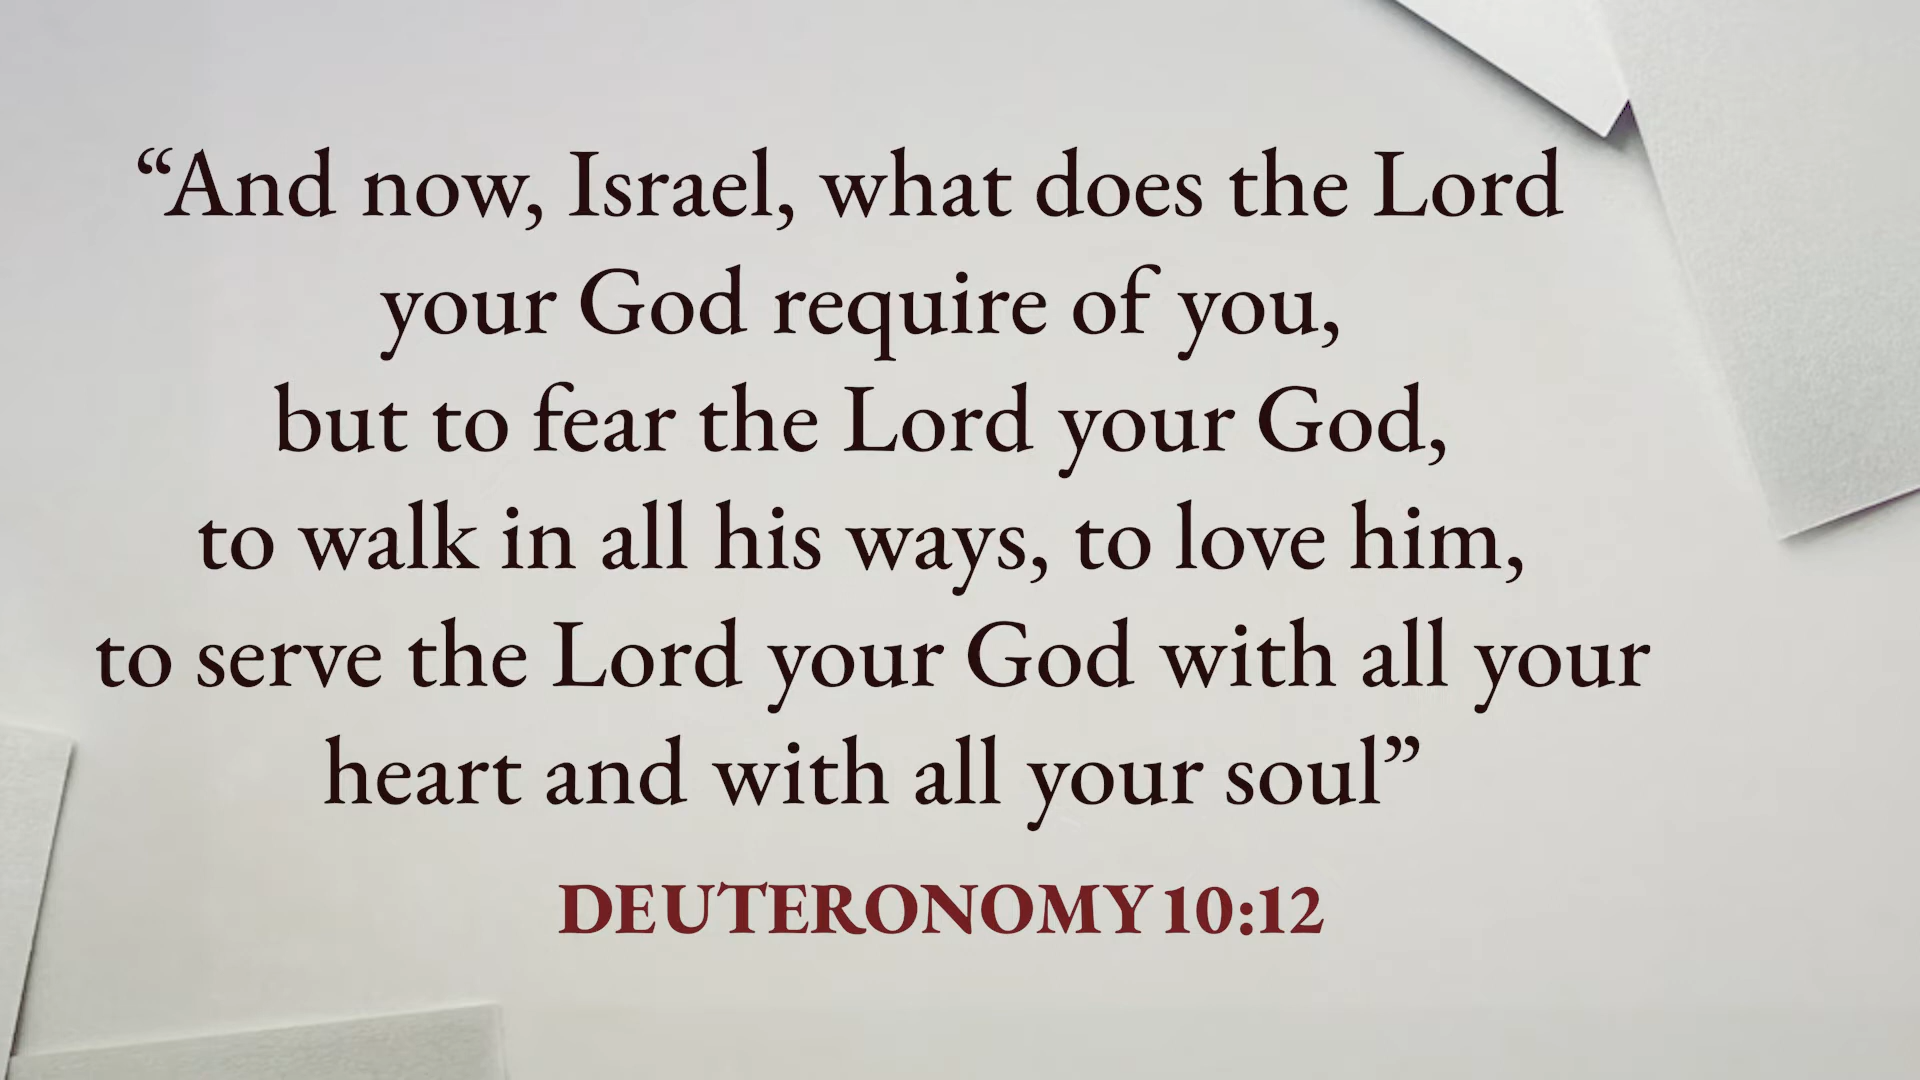 “And now, Israel, what does the Lord
your God require of you,
but to fear the Lord your God,
to walk in all his ways, to love him,
to serve the Lord your God with all your
heart and with all your soul”
DEUTERONOMY 10:12